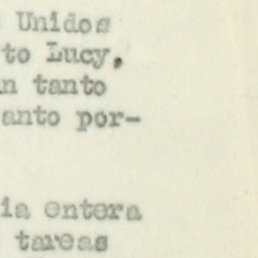 Unidos
to Lucy,
n tanto
anto por-
ia entera
tareas